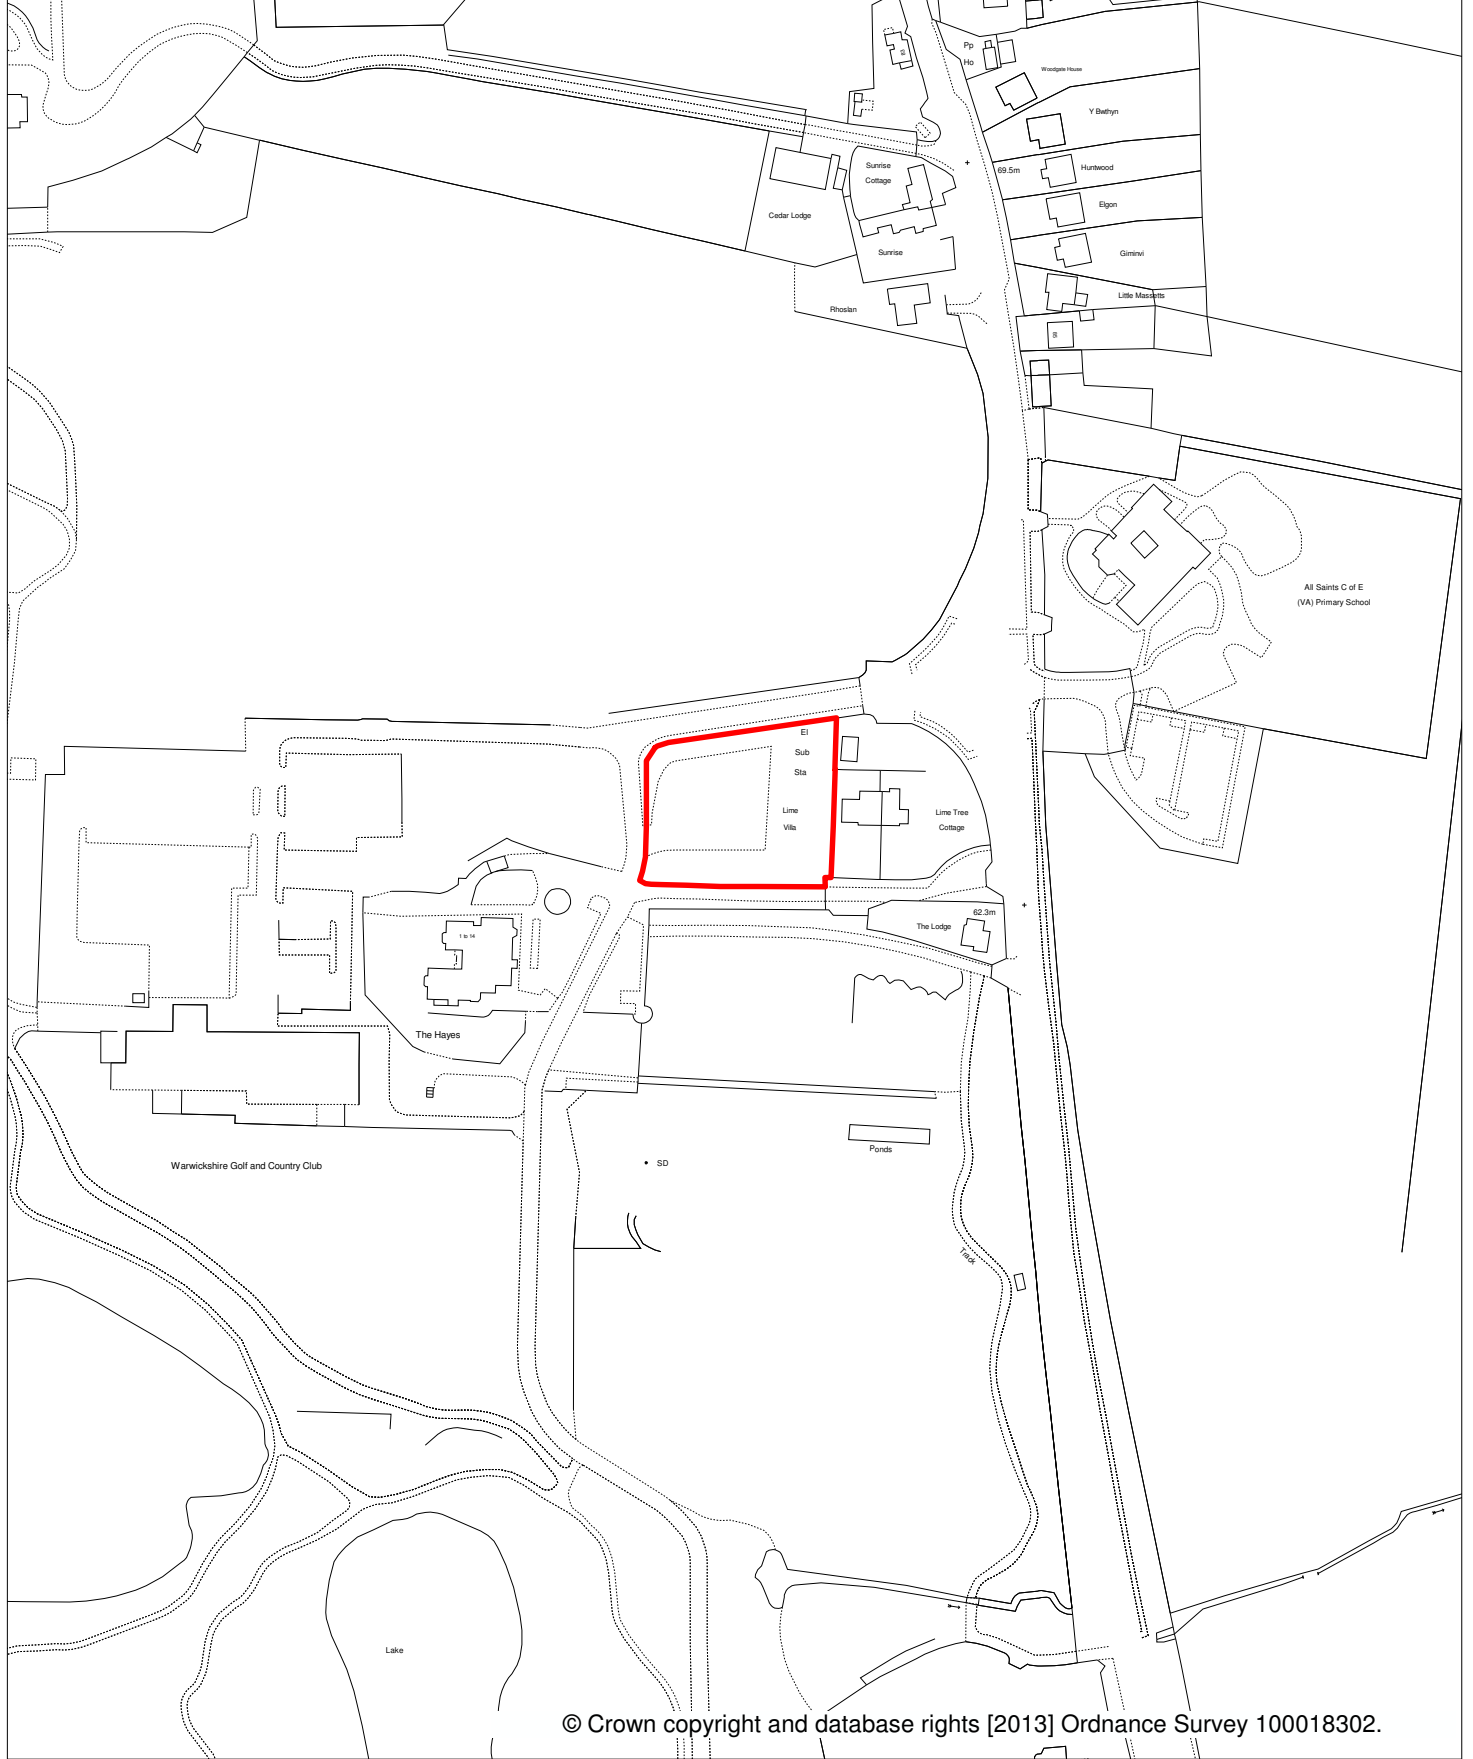 Pp
Ho
Woodgate House
Y Bwthyn
69.5m
Huntwood
Sunrise
Cottage
Elgon
Cedar Lodge
Sunrise
Giminvi
Little Massetts
Rhoslan
All Saints C of E
(VA) Primary School
El
Sub
Sta
Lime
Villa
Lime Tree
Cottage
62.3m
The Lodge
1 to 14
The Hayes
Ponds
Warwickshire Golf and Country Club
SD
Track
Lake
© Crown copyright and database rights [2013] Ordnance Survey 100018302.